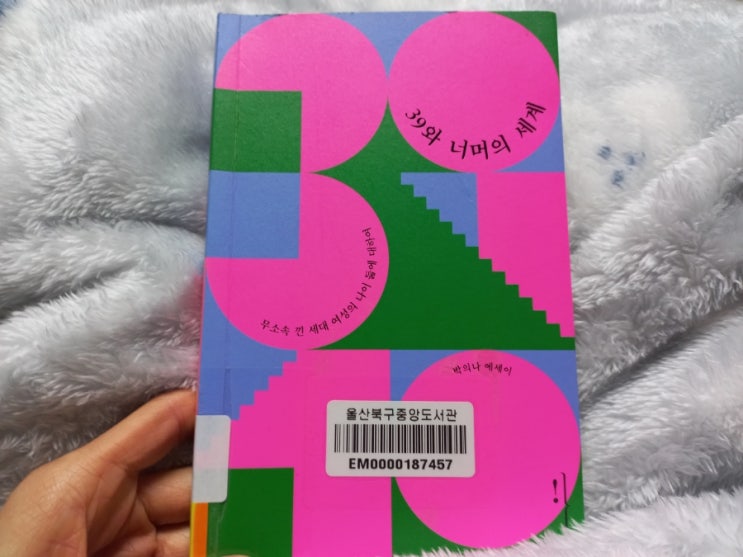 39와 너머의 세계
무소속 낀 세대 여성의 나이 듦에 대하여
박의나 에세이
울산북구중앙도서관
EM0000187457
!}